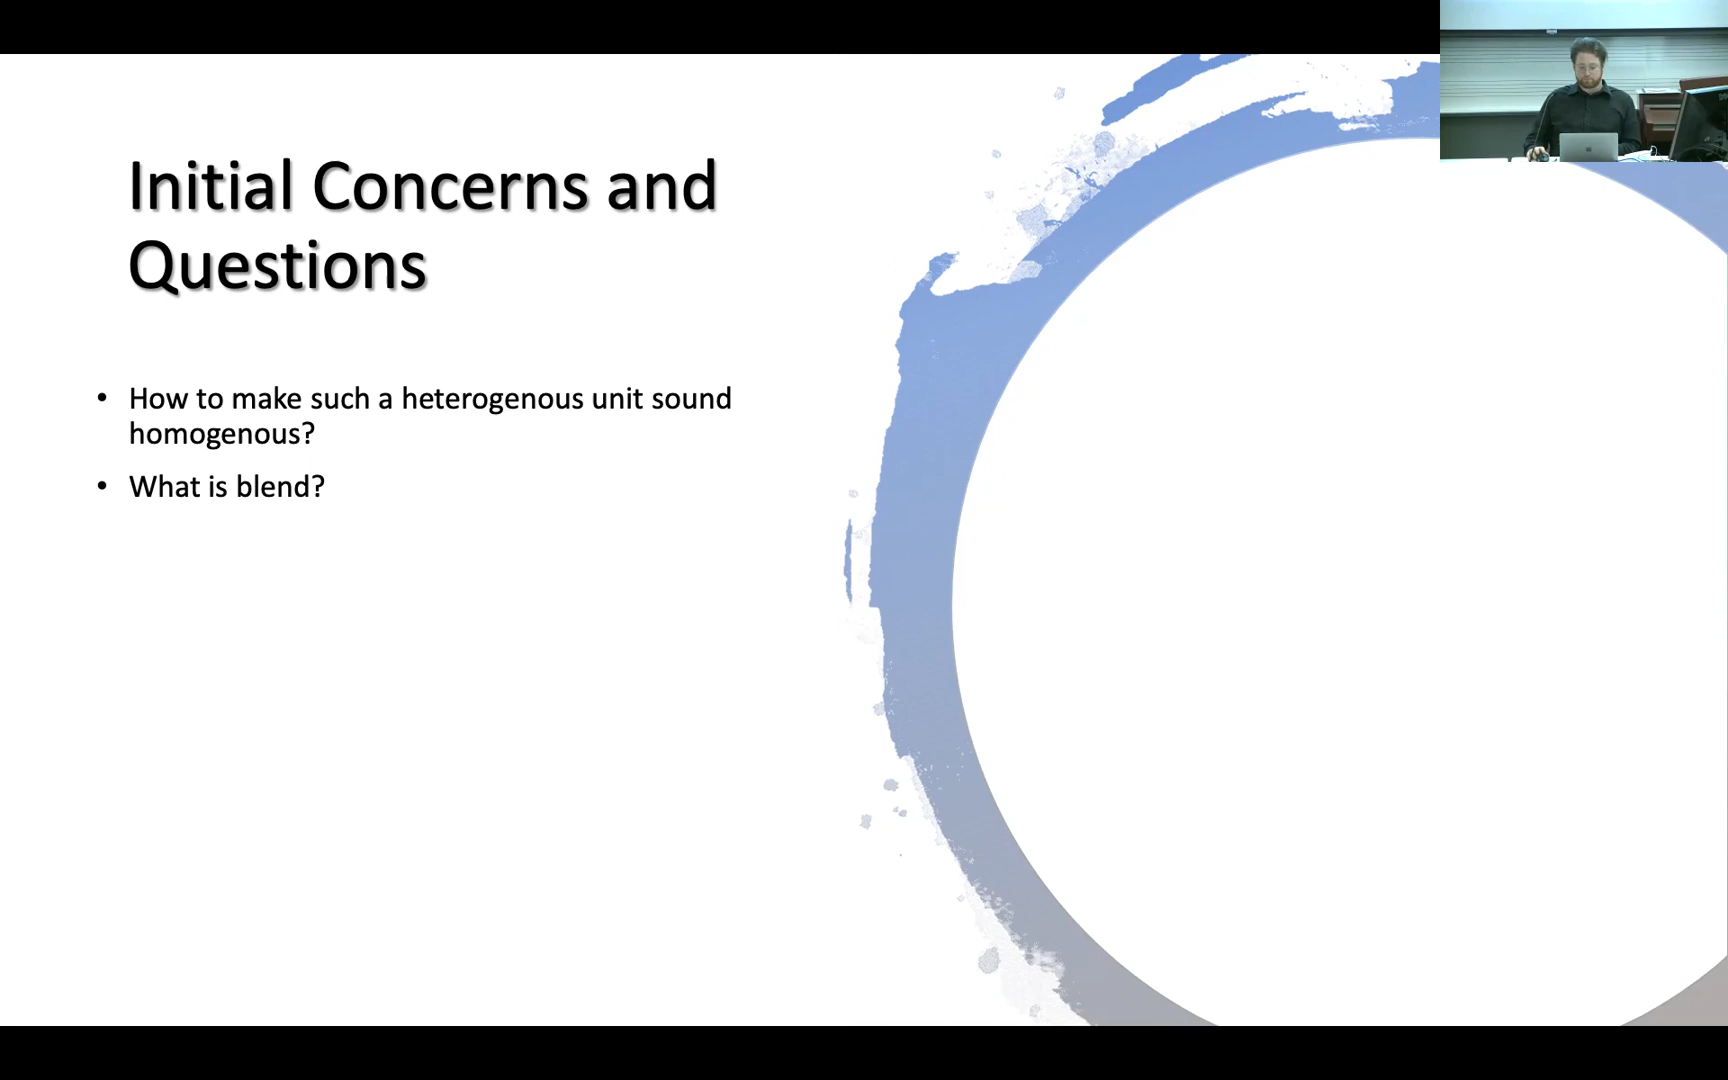 Initial Concerns and
Questions
• How to make such a heterogenous unit sound
homogenous?
• What is blend?